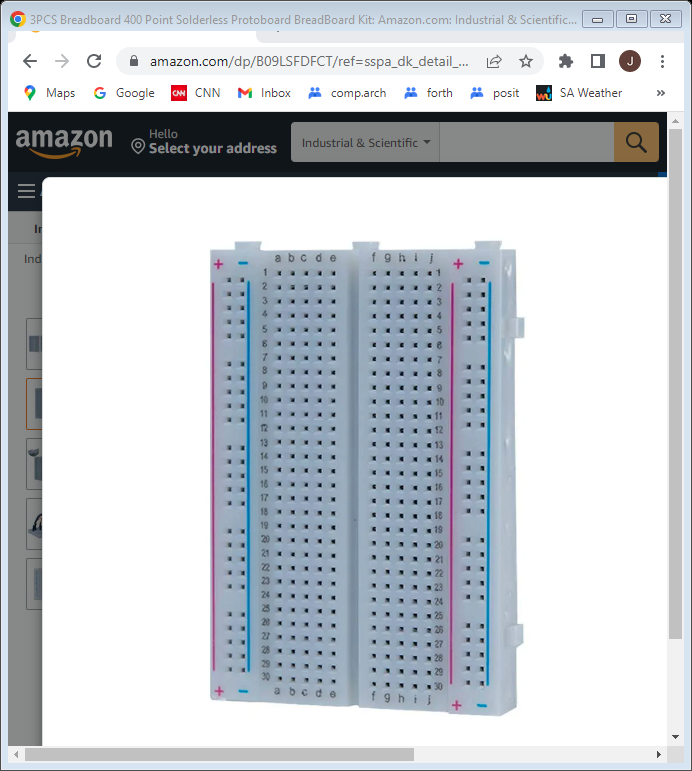 3PCS Breadboard 400 Point Solderless Protoboard BreadBoard Kit: Amazon.com: Industrial & Scientific...
amazon.com/dp/B09LSFDFCT/ref=sspa_dk_detail_...
J
Maps Google CNN Inbox comp.arch forth posit SA Weather »
amazon
Hello
Select your address
Industrial & Scientific
In
Ind
a b c d e f g h i j
+ − + −
1 1
2 2
3 3
4 4
5 5
6 6
7 7
8 8
9 9
10 10
11 11
12 12
13 13
14 14
15 15
16 16
17 17
18 18
19 19
20 20
21 21
22 22
23 23
24 24
25 25
26 26
27 27
28 28
29 29
30 30
a b c d e f g h i j
+ − + −